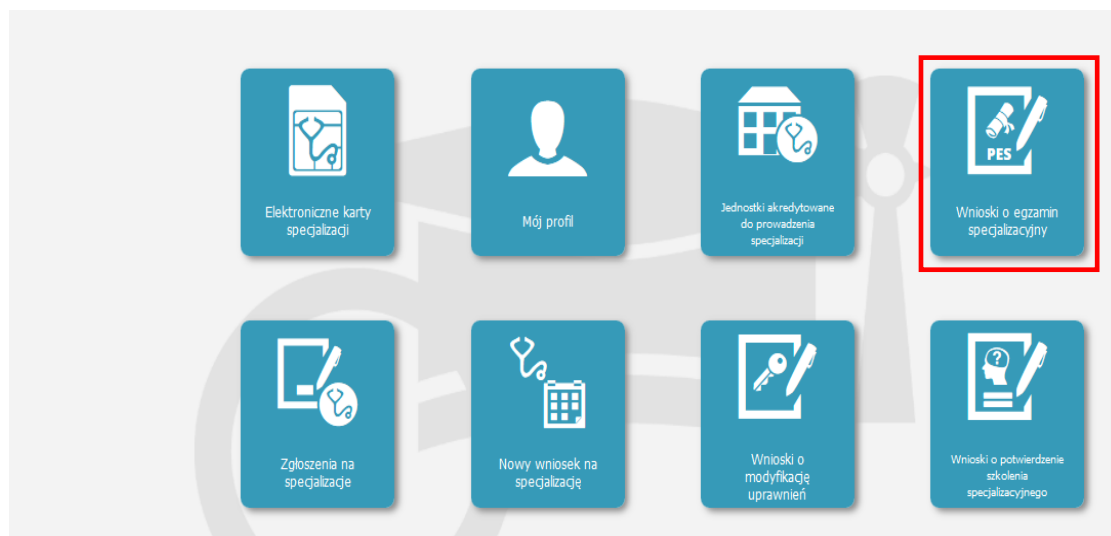 Elektroniczne karty
specjalizacji
Mój profil
Jednostki akredytowane
do prowadzenia
specjalizacji
PES
Wnioski o egzamin
specjalizacyjny
Zgłoszenia na
specjalizacje
Nowy wniosek na
specjalizację
Wnioski o
modyfikację
uprawnień
?
Wnioski o potwierdzenie
szkolenia
specjalizacyjnego